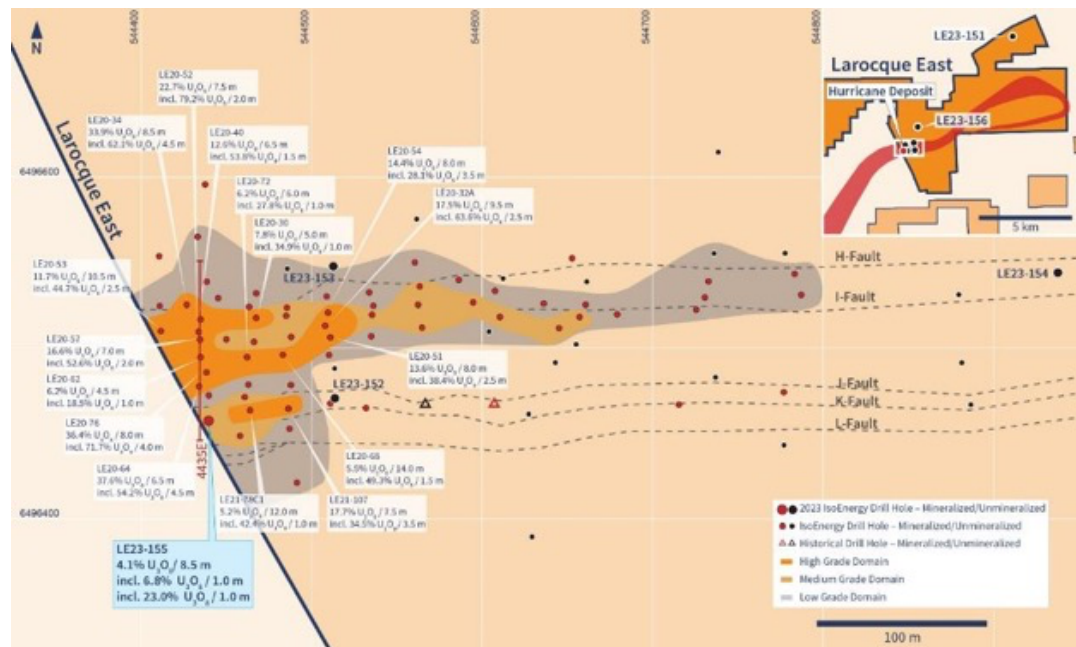 544400
544500
544600
544700
544800
N
Larocque East
6496600
6496400
LE20-52
22.7% U₃O₈ / 7.5 m
incl. 79.2% U₃O₈ / 2.0 m
LE20-34
33.9% U₃O₈ / 8.5 m
incl. 62.1% U₃O₈ / 4.5 m
LE20-40
12.6% U₃O₈ / 6.5 m
incl. 53.8% U₃O₈ / 1.5 m
LE20-72
6.2% U₃O₈ / 6.0 m
incl. 27.8% U₃O₈ / 1.0 m
LE20-30
7.8% U₃O₈ / 5.0 m
incl. 34.9% U₃O₈ / 1.0 m
LE20-54
14.4% U₃O₈ / 8.0 m
incl. 28.1% U₃O₈ / 3.5 m
LE20-32A
17.5% U₃O₈ / 9.5 m
incl. 63.6% U₃O₈ / 2.5 m
LE20-53
11.7% U₃O₈ / 10.5 m
incl. 44.7% U₃O₈ / 2.5 m
LE23-153
LE20-57
16.6% U₃O₈ / 7.0 m
incl. 52.6% U₃O₈ / 2.0 m
LE20-62
6.2% U₃O₈ / 4.5 m
incl. 18.8% U₃O₈ / 1.0 m
LE20-76
36.4% U₃O₈ / 8.0 m
incl. 71.7% U₃O₈ / 4.0 m
LE20-64
37.6% U₃O₈ / 6.5 m
incl. 54.2% U₃O₈ / 4.5 m
4435E
LE20-51
13.6% U₃O₈ / 8.0 m
incl. 38.4% U₃O₈ / 2.5 m
LE23-152
LE20-68
5.5% U₃O₈ / 14.0 m
incl. 49.3% U₃O₈ / 1.5 m
LE21-78C1
5.2% U₃O₈ / 12.0 m
incl. 42.4% U₃O₈ / 1.0 m
LE21-107
17.7% U₃O₈ / 7.5 m
incl. 34.5% U₃O₈ / 3.5 m
LE23-155
4.1% U₃O₈/ 8.5 m
incl. 6.8% U₃O₈ / 1.0 m
incl. 23.0% U₃O₈ / 1.0 m
LE23-151
Larocque East
Hurricane Deposit
LE23-156
5 km
H-Fault
LE23-154
I-Fault
J-Fault
K-Fault
L-Fault
2023 IsoEnergy Drill Hole – Mineralized/Unmineralized
IsoEnergy Drill Hole – Mineralized/Unmineralized
Historical Drill Hole – Mineralized/Unmineralized
High Grade Domain
Medium Grade Domain
Low Grade Domain
100 m